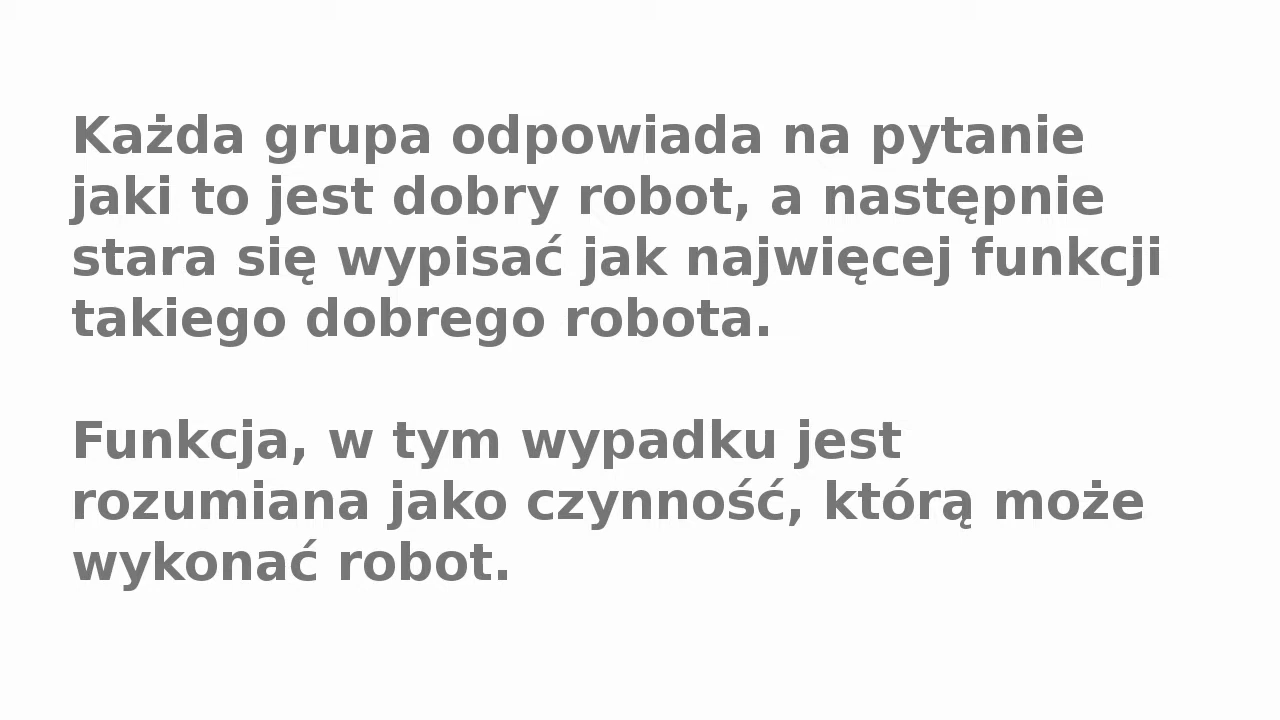 Każda grupa odpowiada na pytanie
jaki to jest dobry robot, a następnie
stara się wypisać jak najwięcej funkcji
takiego dobrego robota.
Funkcja, w tym wypadku jest
rozumiana jako czynność, którą może
wykonać robot.